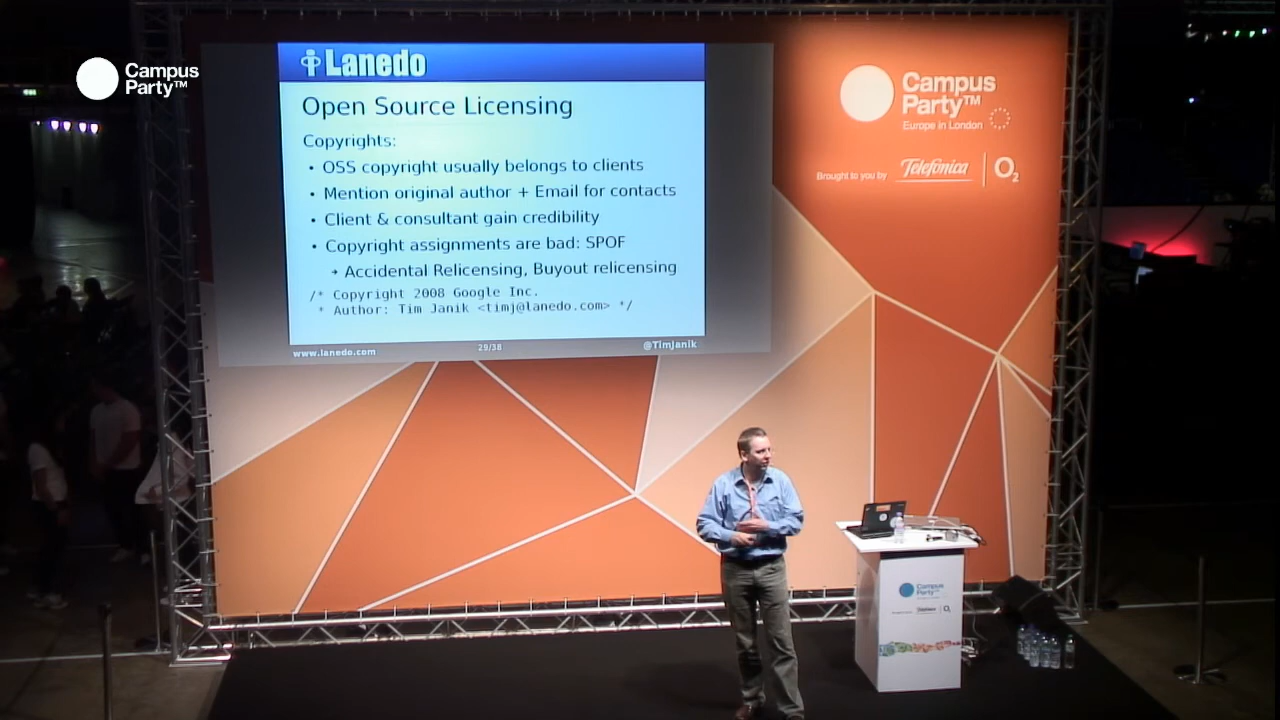 Campus
Party™
Lanedo
Open Source Licensing
Copyrights:
• OSS copyright usually belongs to clients
• Mention original author + Email for contacts
• Client & consultant gain credibility
• Copyright assignments are bad: SPOF
Accidental Relicensing, Buyout relicensing
/* Copyright 2008 Google Inc.
* Author: Tim Janik <timj@lanedo.com> */
www.lanedo.com
29/38
@TimJanik
Campus
Party™
Europe in London
Brought to you by
Telefónica
O2
Campus
Party™